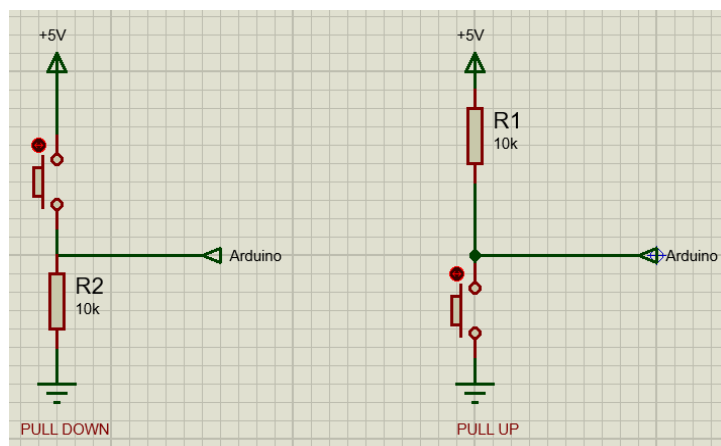 +5V
Arduino
R2
10k
PULL DOWN
+5V
R1
10k
Arduino
PULL UP